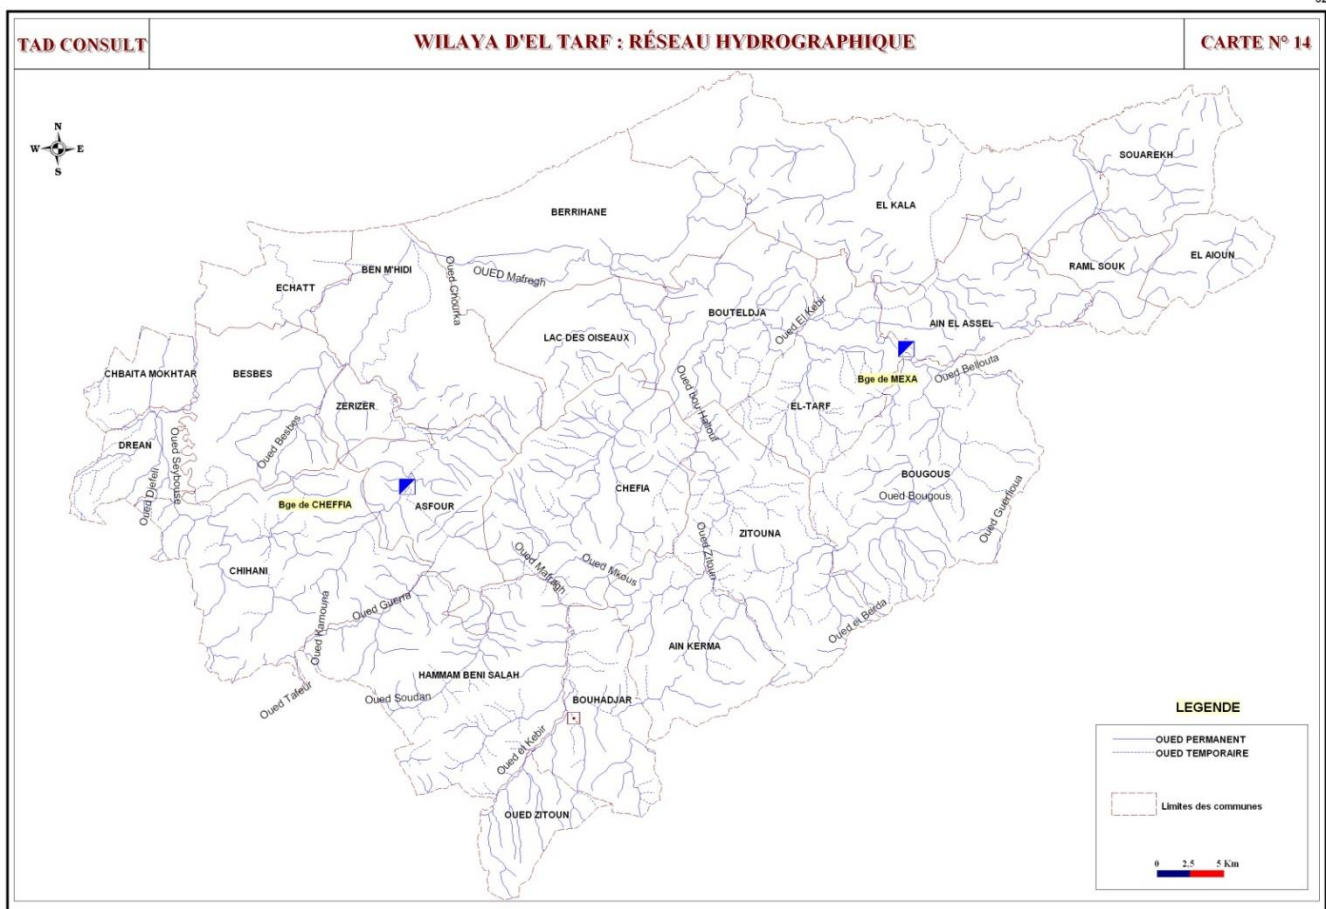 TAD CONSULT
WILAYA D'EL TARF : RÉSEAU HYDROGRAPHIQUE
CARTE N° 14
N
W
E
S
SOUAREKH
EL KALA
BERRIHANE
EL AIOUN
RAML SOUK
BEN M'HIDI
OUED Mafregh
Oued Chourka
ECHATT
BOUTELDJA
Oued El Kebir
AIN EL ASSEL
LAC DES OISEAUX
CHBAITA MOKHTAR
BESBES
Oued Bellouta
Bge de MEXA
ZERIZER
Oued Bou Hallouf
EL-TARF
DREAN
Oued Besbes
Oued Seybouse
Oued Djefell
BOUGOUS
Oued Bougous
CHEFIA
Bge de CHEFFIA
ASFOUR
Oued Guerlioua
ZITOUNA
Oued Zitoun
Oued Mafragh
Oued Mkous
CHIHANI
Oued Guerra
Oued Kamouna
Oued el Berda
AIN KERMA
HAMMAM BENI SALAH
Oued Tafeur
Oued Soudan
BOUHADJAR
Oued el Kebir
OUED ZITOUN
LEGENDE
OUED PERMANENT
OUED TEMPORAIRE
Limites des communes
0 2,5 5 Km